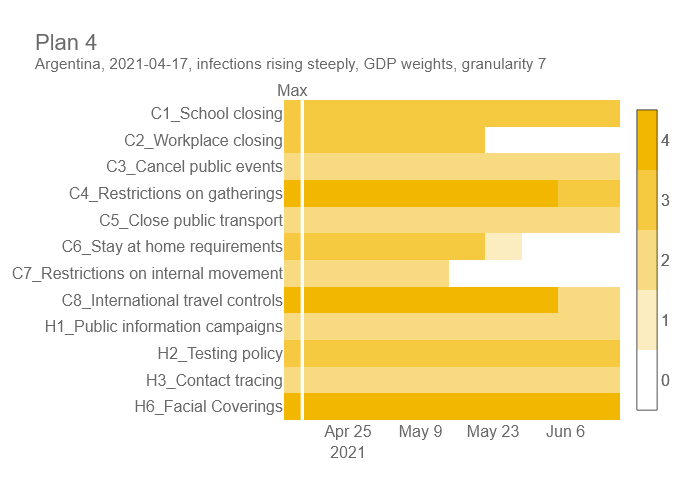 Plan 4
Argentina, 2021-04-17, infections rising steeply, GDP weights, granularity 7
Max
C1_School closing
C2_Workplace closing
C3_Cancel public events
C4_Restrictions on gatherings
C5_Close public transport
C6_Stay at home requirements
C7_Restrictions on internal movement
C8_International travel controls
H1_Public information campaigns
H2_Testing policy
H3_Contact tracing
H6_Facial Coverings
4
3
2
1
0
Apr 25 May 9 May 23 Jun 6
2021